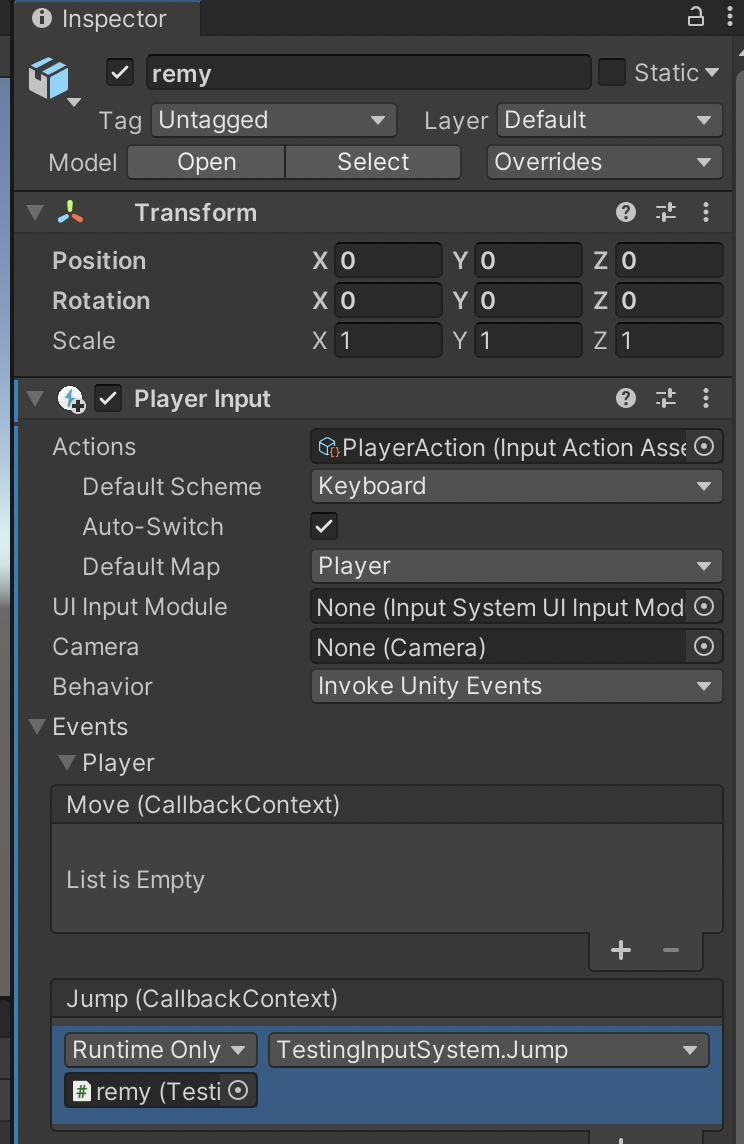 Inspector
remy
Static
Tag Untagged Layer Default
Model Open Select Overrides
Transform
Position X 0 Y 0 Z 0
Rotation X 0 Y 0 Z 0
Scale X 1 Y 1 Z 1
Player Input
Actions PlayerAction (Input Action Asse
Default Scheme Keyboard
Auto-Switch
Default Map Player
UI Input Module None (Input System UI Input Mod
Camera None (Camera)
Behavior Invoke Unity Events
Events
Player
Move (CallbackContext)
List is Empty
Jump (CallbackContext)
Runtime Only TestingInputSystem.Jump
remy (Testi